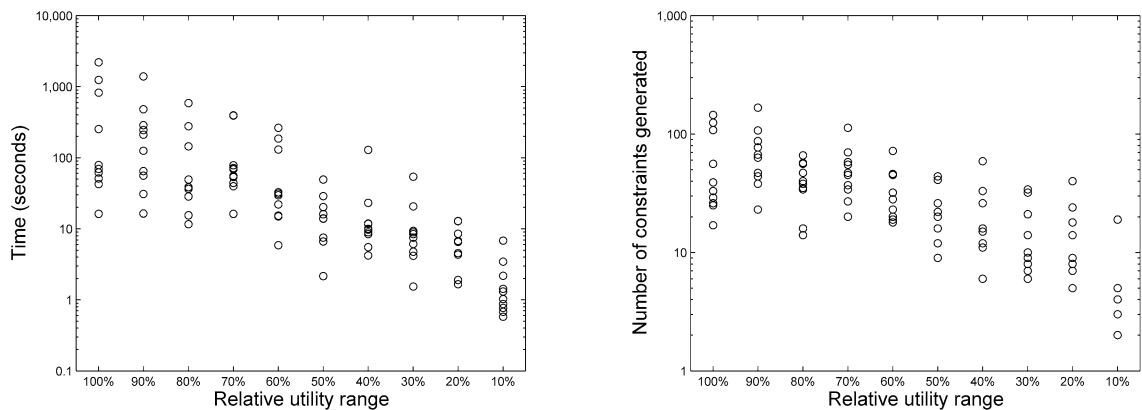 10,000
1,000
100
10
1
0.1
Time (seconds)
100% 90% 80% 70% 60% 50% 40% 30% 20% 10%
Relative utility range
1,000
100
10
1
Number of constraints generated
100% 90% 80% 70% 60% 50% 40% 30% 20% 10%
Relative utility range